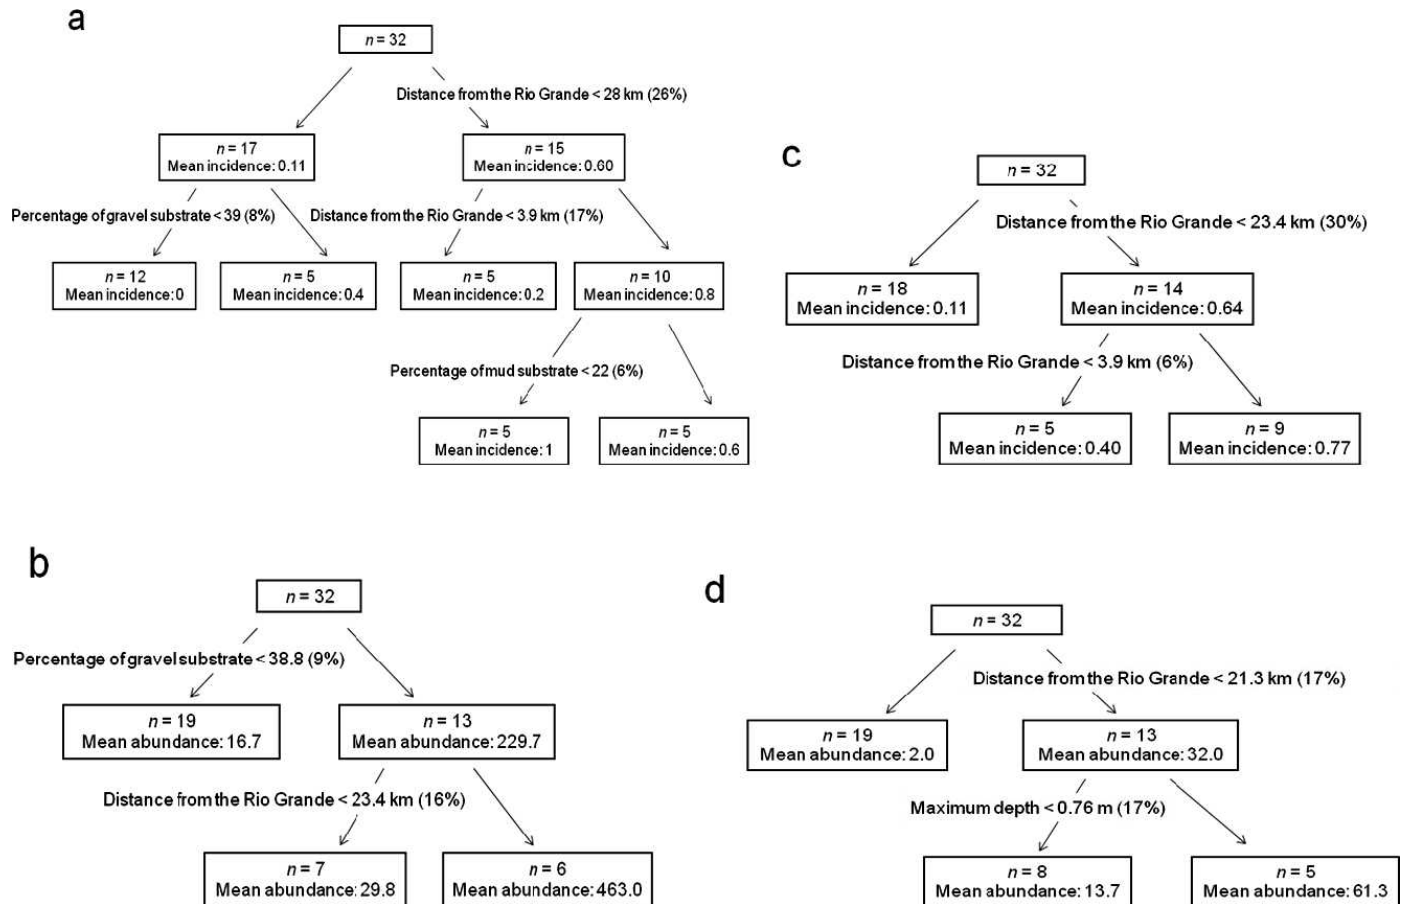 a
n = 32
Distance from the Rio Grande < 28 km (26%)
n = 17
Mean incidence: 0.11
n = 15
Mean incidence: 0.60
Percentage of gravel substrate < 39 (8%)
Distance from the Rio Grande < 3.9 km (17%)
n = 12
Mean incidence: 0
n = 5
Mean incidence: 0.4
n = 5
Mean incidence: 0.2
n = 10
Mean incidence: 0.8
Percentage of mud substrate < 22 (6%)
n = 5
Mean incidence: 1
n = 5
Mean incidence: 0.6
c
n = 32
Distance from the Rio Grande < 23.4 km (30%)
n = 18
Mean incidence: 0.11
n = 14
Mean incidence: 0.64
Distance from the Rio Grande < 3.9 km (6%)
n = 5
Mean incidence: 0.40
n = 9
Mean incidence: 0.77
b
n = 32
Percentage of gravel substrate < 38.8 (9%)
n = 19
Mean abundance: 16.7
n = 13
Mean abundance: 229.7
Distance from the Rio Grande < 23.4 km (16%)
n = 7
Mean abundance: 29.8
n = 6
Mean abundance: 463.0
d
n = 32
Distance from the Rio Grande < 21.3 km (17%)
n = 19
Mean abundance: 2.0
n = 13
Mean abundance: 32.0
Maximum depth < 0.76 m (17%)
n = 8
Mean abundance: 13.7
n = 5
Mean abundance: 61.3